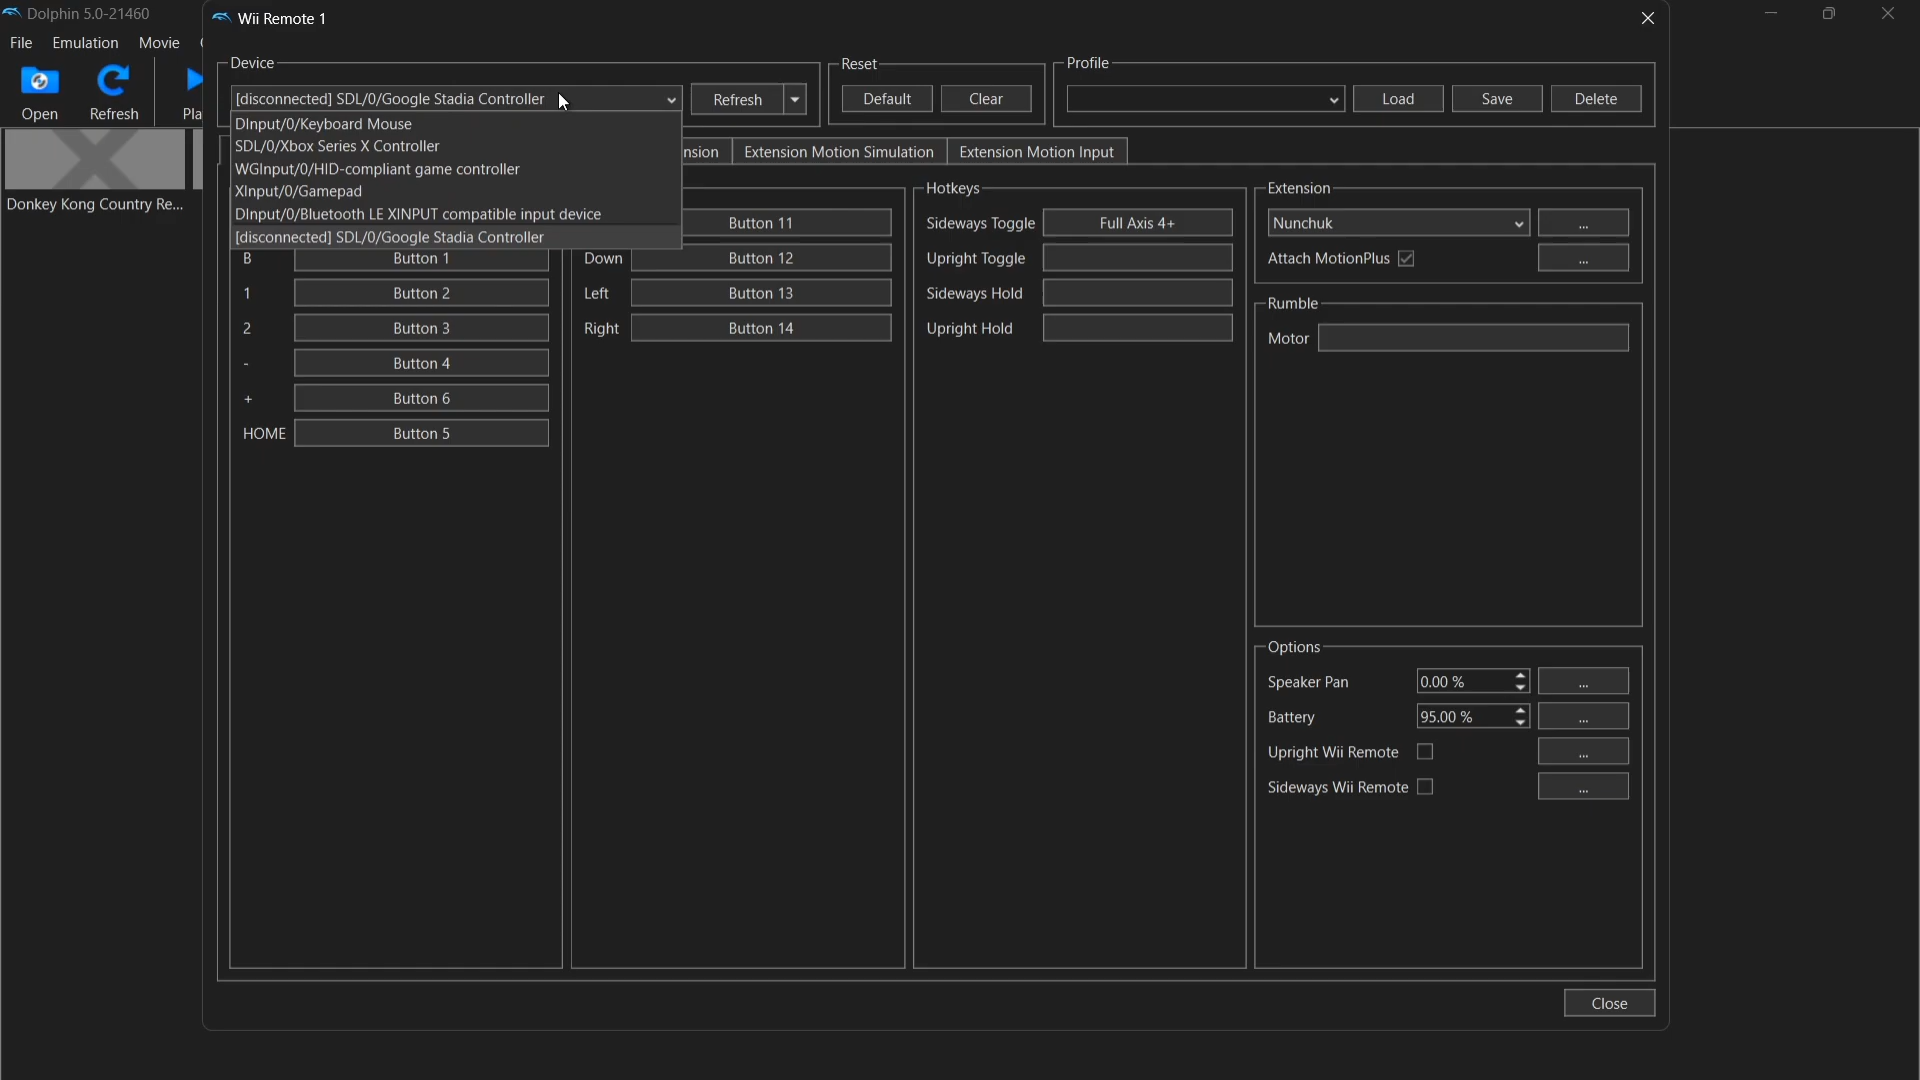 Dolphin 5.0-21460
Wii Remote 1
File Emulation Movie
Open Refresh Pla
Donkey Kong Country Re...
Device
[disconnected] SDL/0/Google Stadia Controller
Refresh
DInput/0/Keyboard Mouse
SDL/0/Xbox Series X Controller
WGInput/0/HID-compliant game controller
XInput/0/Gamepad
DInput/0/Bluetooth LE XINPUT compatible input device
[disconnected] SDL/0/Google Stadia Controller
Reset
Default Clear
Profile
Load Save Delete
nsion Extension Motion Simulation Extension Motion Input
B Button 1
1 Button 2
2 Button 3
- Button 4
+ Button 6
HOME Button 5
Button 11
Down Button 12
Left Button 13
Right Button 14
Hotkeys
Sideways Toggle Full Axis 4+
Upright Toggle
Sideways Hold
Upright Hold
Extension
Nunchuk ...
Attach MotionPlus ...
Rumble
Motor
Options
Speaker Pan 0.00 % ...
Battery 95.00 % ...
Upright Wii Remote ...
Sideways Wii Remote ...
Close